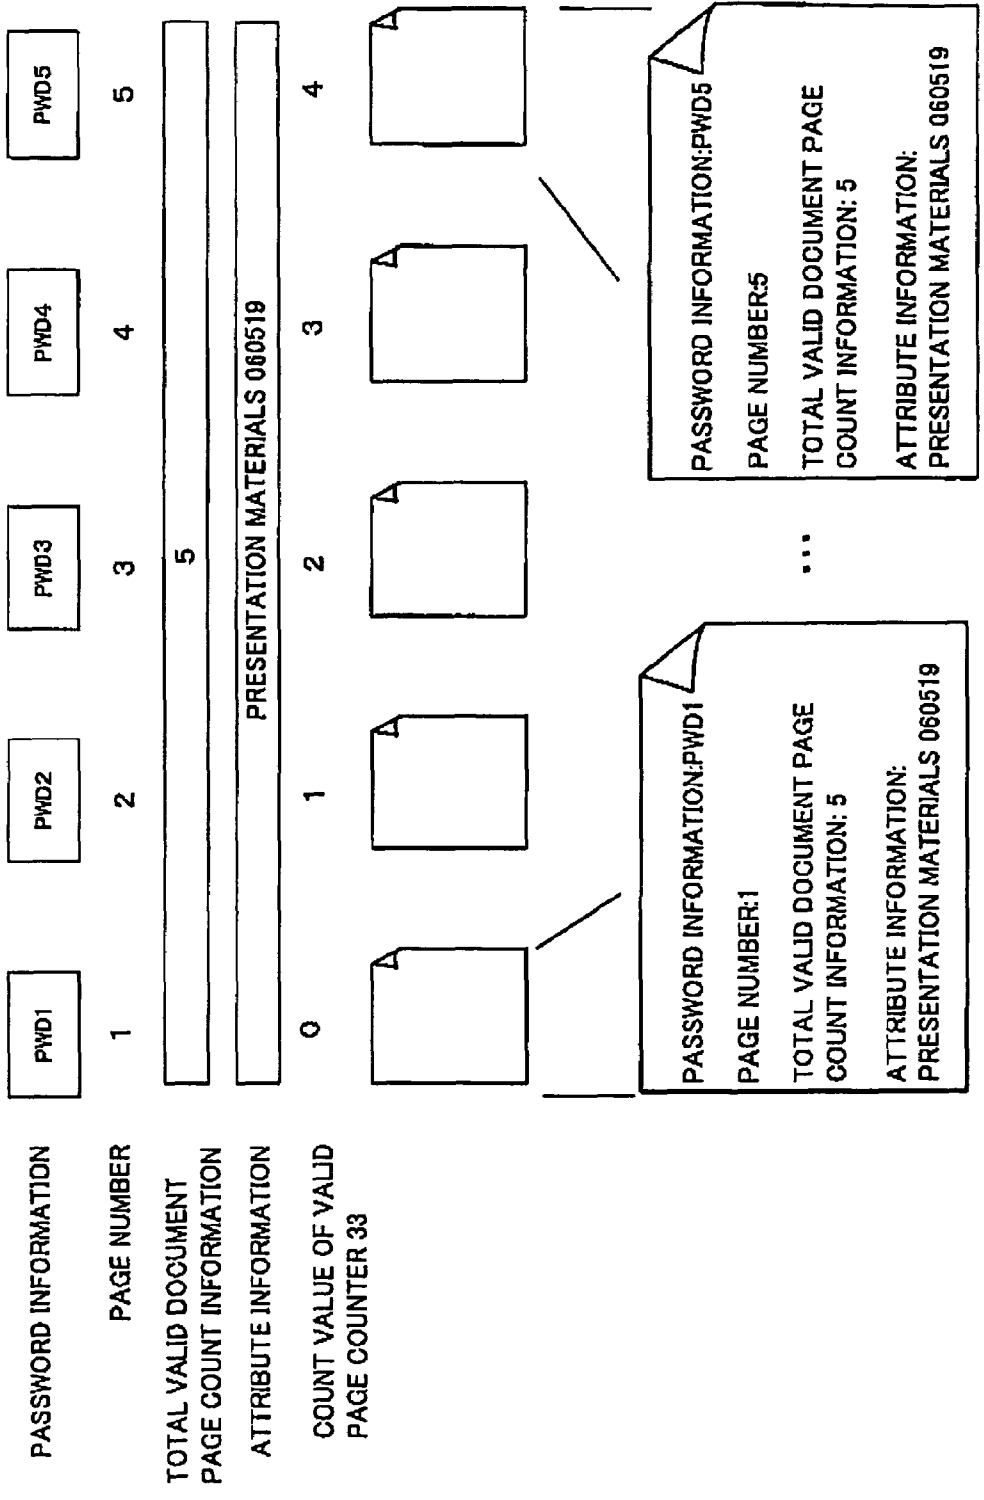 PASSWORD INFORMATION
PWD1
PWD2
PWD3
PWD4
PWD5
PAGE NUMBER
1
2
3
4
5
TOTAL VALID DOCUMENT
PAGE COUNT INFORMATION
5
ATTRIBUTE INFORMATION
PRESENTATION MATERIALS 060519
COUNT VALUE OF VALID
PAGE COUNTER 33
0
1
2
3
4
PASSWORD INFORMATION:PWD1
PAGE NUMBER:1
TOTAL VALID DOCUMENT PAGE
COUNT INFORMATION: 5
ATTRIBUTE INFORMATION:
PRESENTATION MATERIALS 060519
...
PASSWORD INFORMATION:PWD5
PAGE NUMBER:5
TOTAL VALID DOCUMENT PAGE
COUNT INFORMATION: 5
ATTRIBUTE INFORMATION:
PRESENTATION MATERIALS 060519